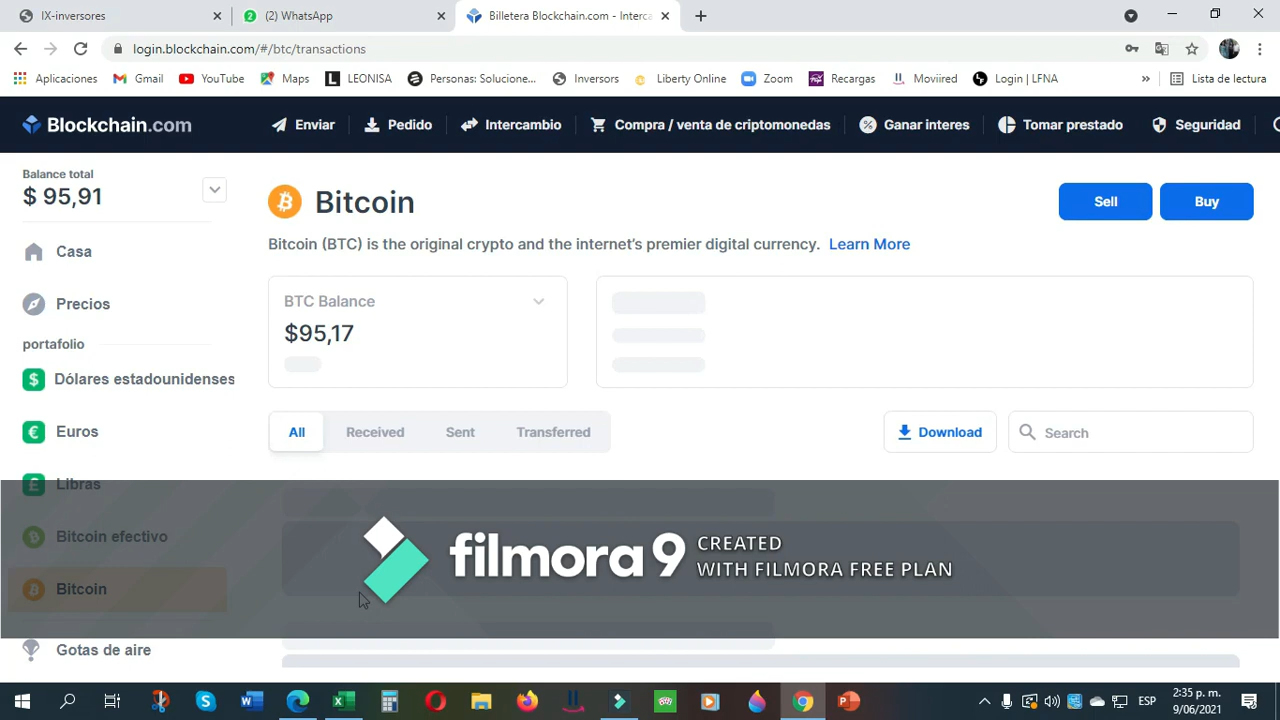 IX-inversores
(2) WhatsApp
Billetera Blockchain.com - Interca
login.blockchain.com/#/btc/transactions
Aplicaciones
Gmail
YouTube
Maps
LEONISA
Personas: Solucione...
Inversors
Liberty Online
Zoom
Recargas
Moviired
Login | LFNA
»
Lista de lectura
Blockchain.com
Enviar
Pedido
Intercambio
Compra / venta de criptomonedas
Ganar interes
Tomar prestado
Seguridad
Balance total
$ 95,91
Casa
Precios
portafolio
Dólares estadounidenses
Euros
Libras
Bitcoin efectivo
Bitcoin
Gotas de aire
Bitcoin
Sell
Buy
Bitcoin (BTC) is the original crypto and the internet's premier digital currency. Learn More
BTC Balance
$95,17
All
Received
Sent
Transferred
Download
Search
filmora 9
CREATED
WITH FILMORA FREE PLAN
ESP
2:35 p. m.
9/06/2021